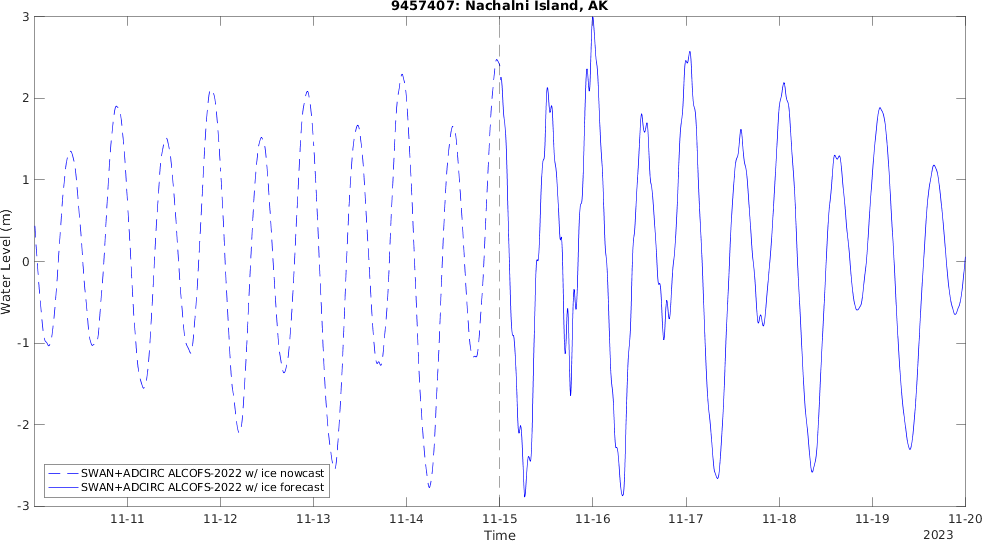 9457407: Nachalni Island, AK
3
2
1
0
-1
-2
-3
Water Level (m)
SWAN+ADCIRC ALCOFS-2022 w/ ice nowcast
SWAN+ADCIRC ALCOFS-2022 w/ ice forecast
11-11 11-12 11-13 11-14 11-15 11-16 11-17 11-18 11-19 11-20
Time
2023